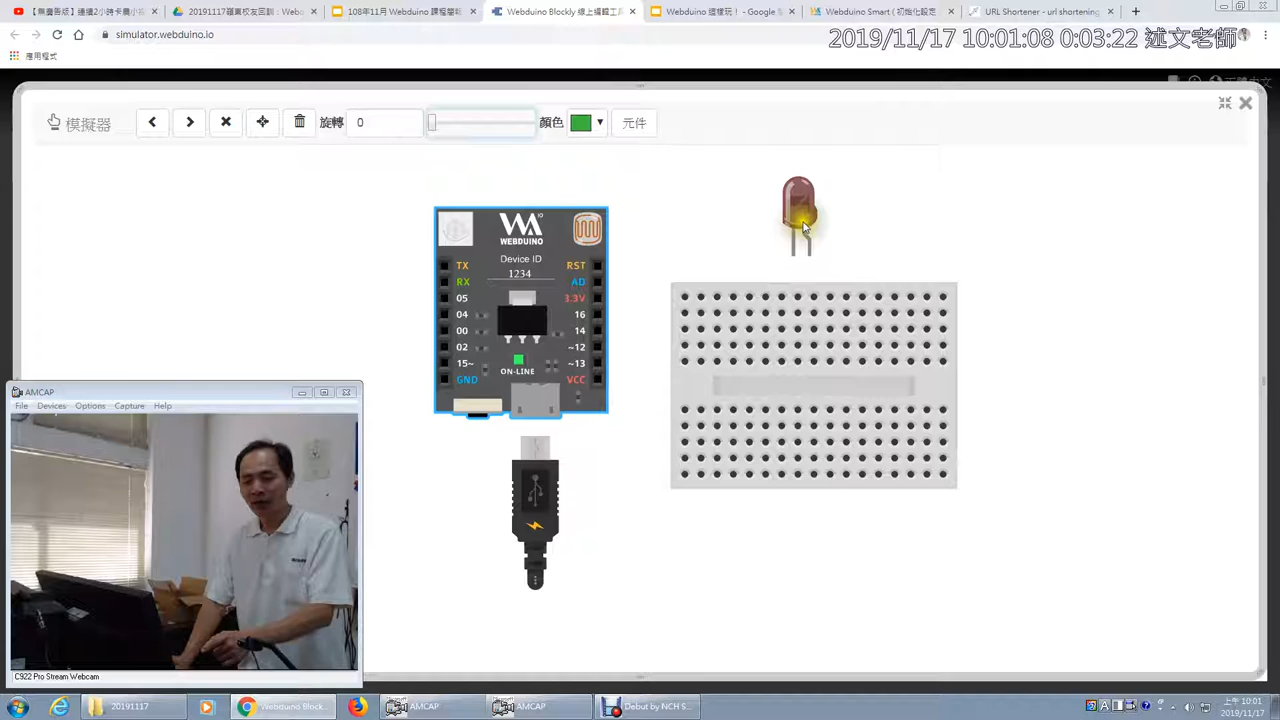 【無聲者版】連續2小時卡農小提
20191117羅東校友回訓：Webd
108年11月 Webduino 課程宣
Webduino Blockly 線上編輯工具
Webduino 這樣玩！ - Google
Webduino Smart ( 初始化設定
URL Shortener - url shortening
simulator.webduino.io
2019/11/17 10:01:08 0:03:22 述文老師
應用程式
模擬器
旋轉 0
顏色
元件
WEBDUINO
Device ID
1234
TX RST
RX AD
05 3.3V
04 16
00 14
02 ~12
15~ ~13
GND VCC
ON-LINE
AMCAP
File Devices Options Capture Help
C922 Pro Stream Webcam
20191117
Webduino Block...
AMCAP
AMCAP
Debut by NCH S...
上午 10:01
2019/11/17